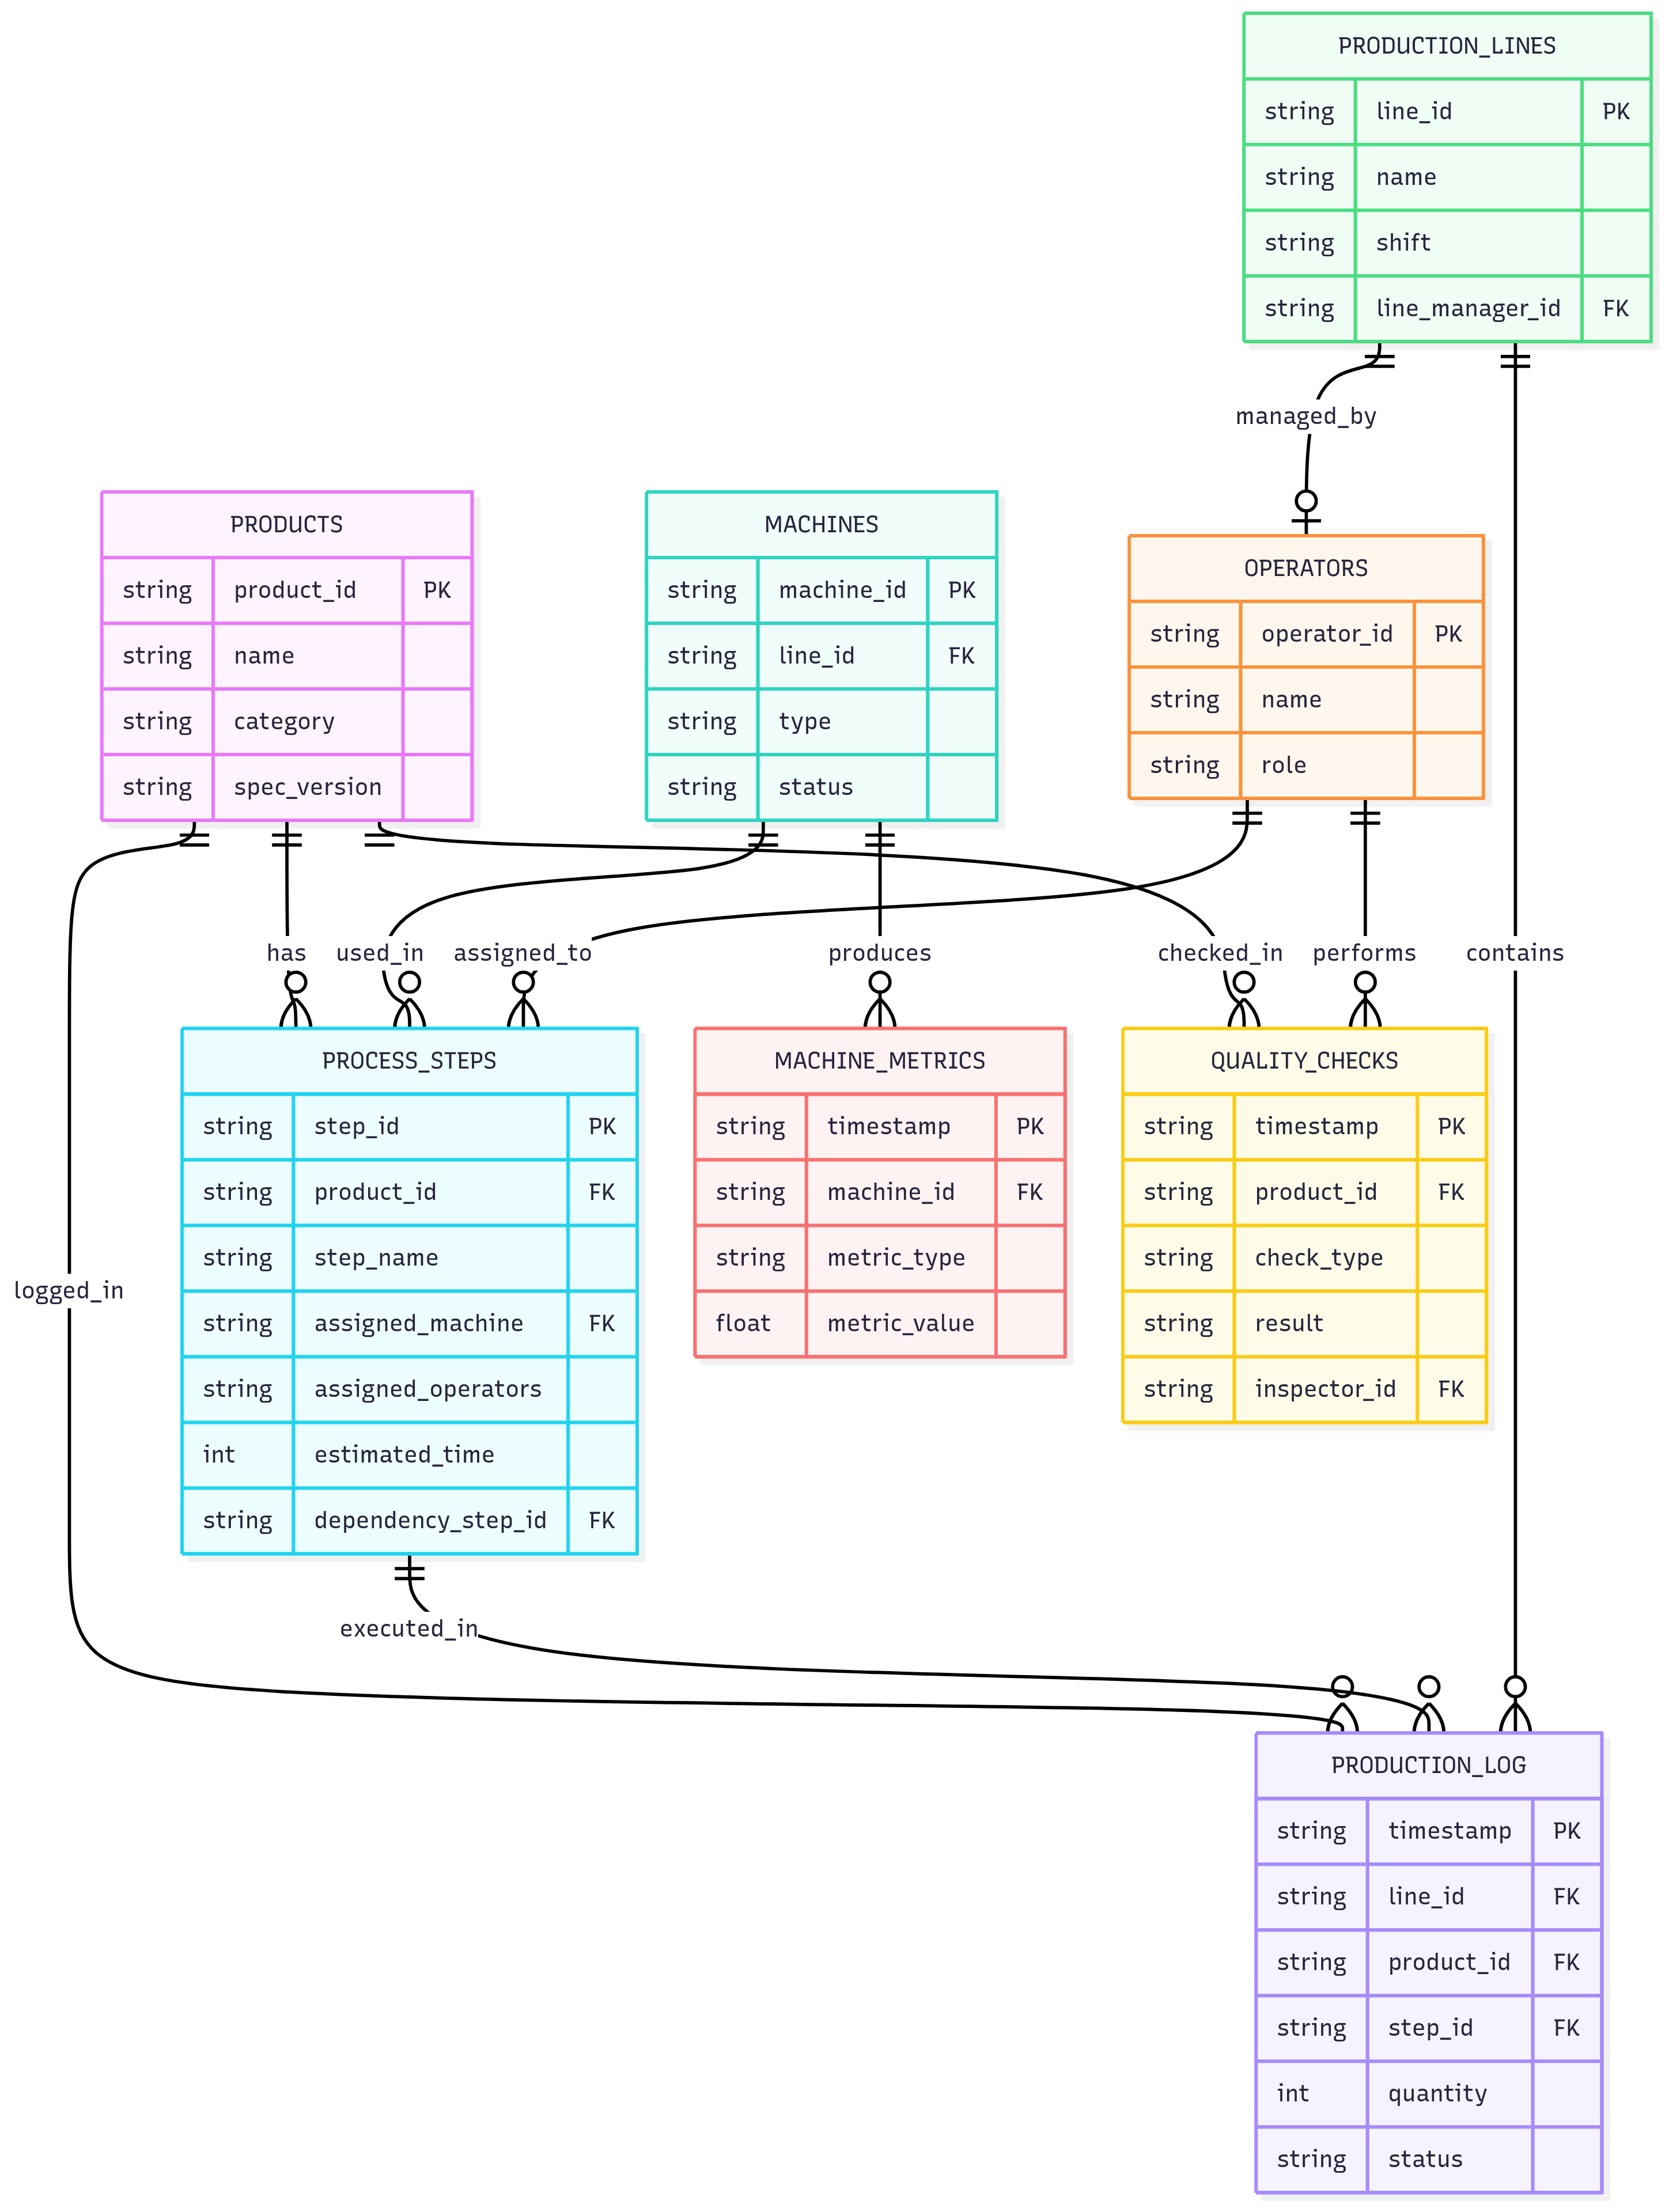 PRODUCTION_LINES
string line_id PK
string name
string shift
string line_manager_id FK
managed_by
PRODUCTS
string product_id PK
string name
string category
string spec_version
MACHINES
string machine_id PK
string line_id FK
string type
string status
OPERATORS
string operator_id PK
string name
string role
has
used_in
assigned_to
produces
checked_in
performs
contains
PROCESS_STEPS
string step_id PK
string product_id FK
string step_name
string assigned_machine FK
string assigned_operators
int estimated_time
string dependency_step_id FK
MACHINE_METRICS
string timestamp PK
string machine_id FK
string metric_type
float metric_value
QUALITY_CHECKS
string timestamp PK
string product_id FK
string check_type
string result
string inspector_id FK
logged_in
executed_in
PRODUCTION_LOG
string timestamp PK
string line_id FK
string product_id FK
string step_id FK
int quantity
string status